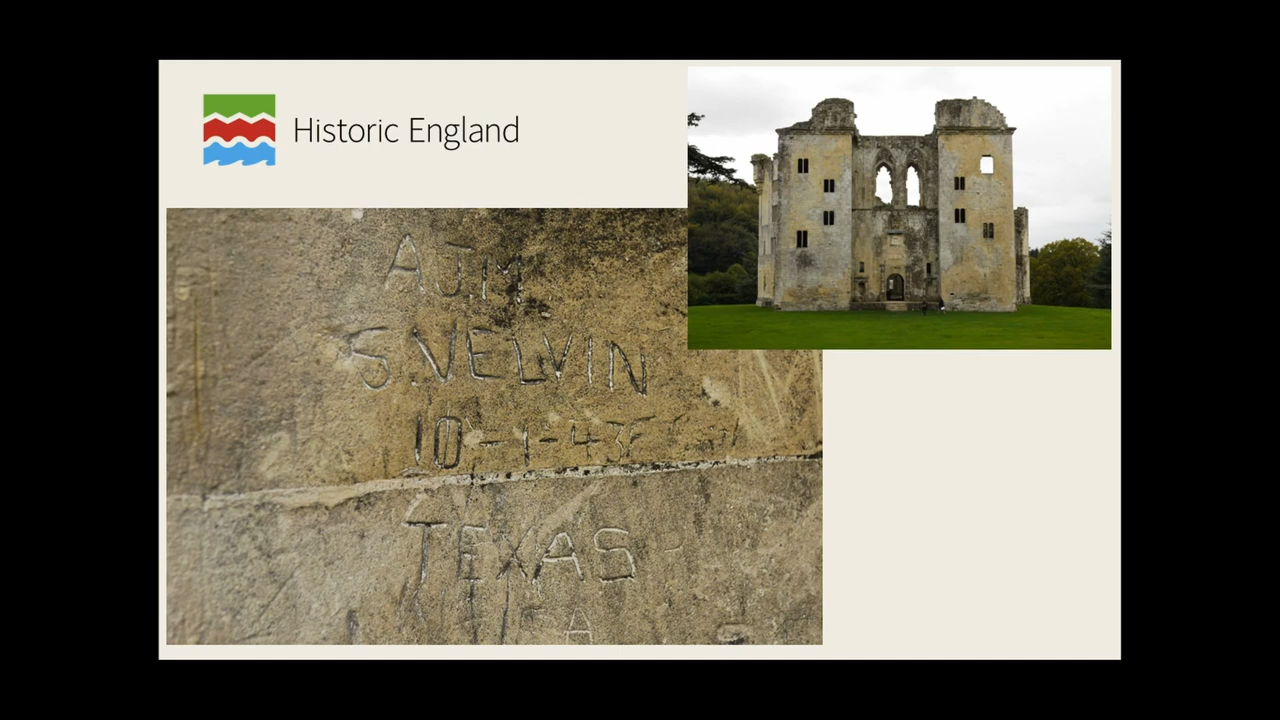 Historic England
A.J.M.
S.VELVIN
10-1-43
TEXAS